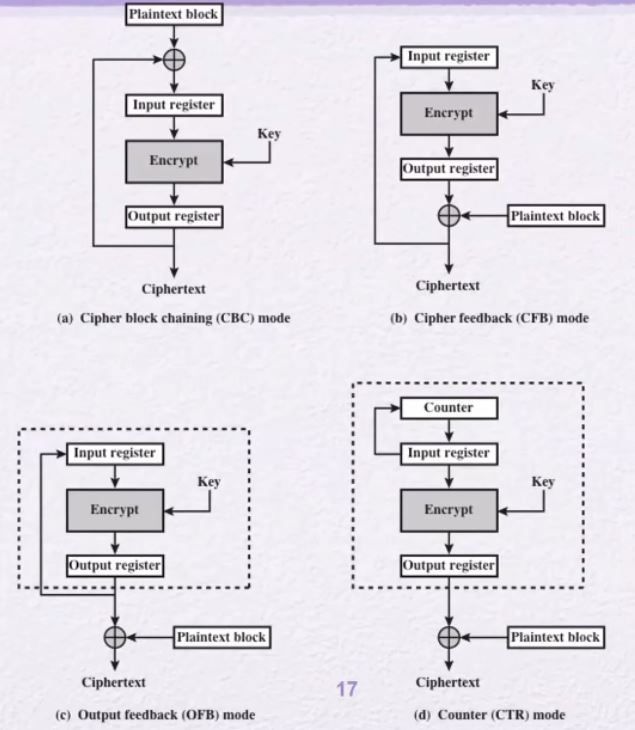 Plaintext block
Input register
Key
Encrypt
Output register
Ciphertext
(a) Cipher block chaining (CBC) mode
Input register
Key
Encrypt
Output register
Plaintext block
Ciphertext
(b) Cipher feedback (CFB) mode
Input register
Key
Encrypt
Output register
Plaintext block
Ciphertext
(c) Output feedback (OFB) mode
Counter
Input register
Key
Encrypt
Output register
Plaintext block
Ciphertext
(d) Counter (CTR) mode
17